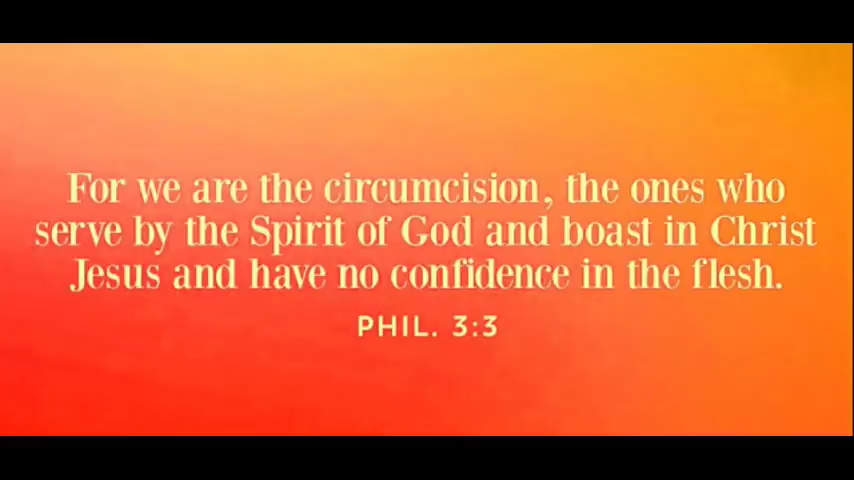 For we are the circumcision, the ones who
serve by the Spirit of God and boast in Christ
Jesus and have no confidence in the flesh.
PHIL. 3:3